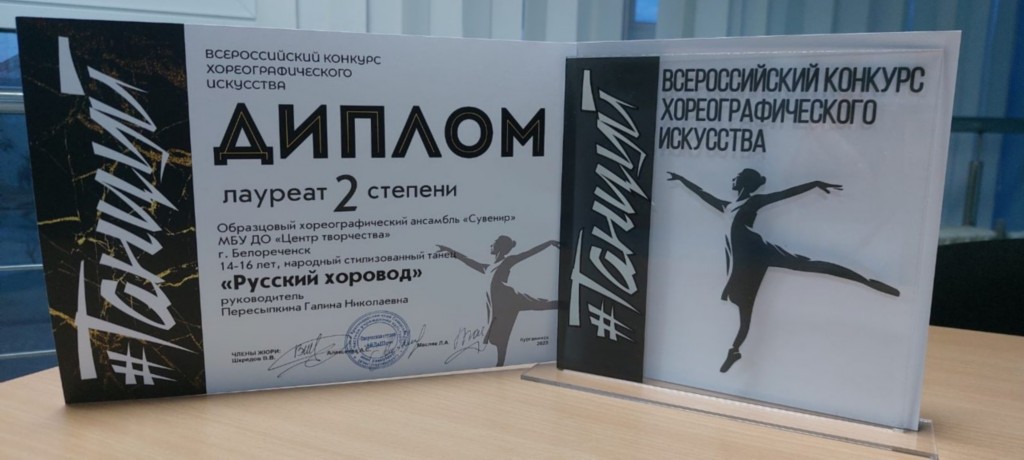 #Танцуй
ВСЕРОССИЙСКИЙ КОНКУРС
ХОРЕОГРАФИЧЕСКОГО
ИСКУССТВА
ДИПЛОМ
лауреат 2 степени
Образцовый хореографический ансамбль «Сувенир»
МБУ ДО «Центр творчества»
г. Белореченск
14-16 лет, народный стилизованный танец
«Русский хоровод»
руководитель
Пересыпкина Галина Николаевна
ЧЛЕНЫ ЖЮРИ:
#Танцуй
ВСЕРОССИЙСКИЙ КОНКУРС
ХОРЕОГРАФИЧЕСКОГО
ИСКУССТВА